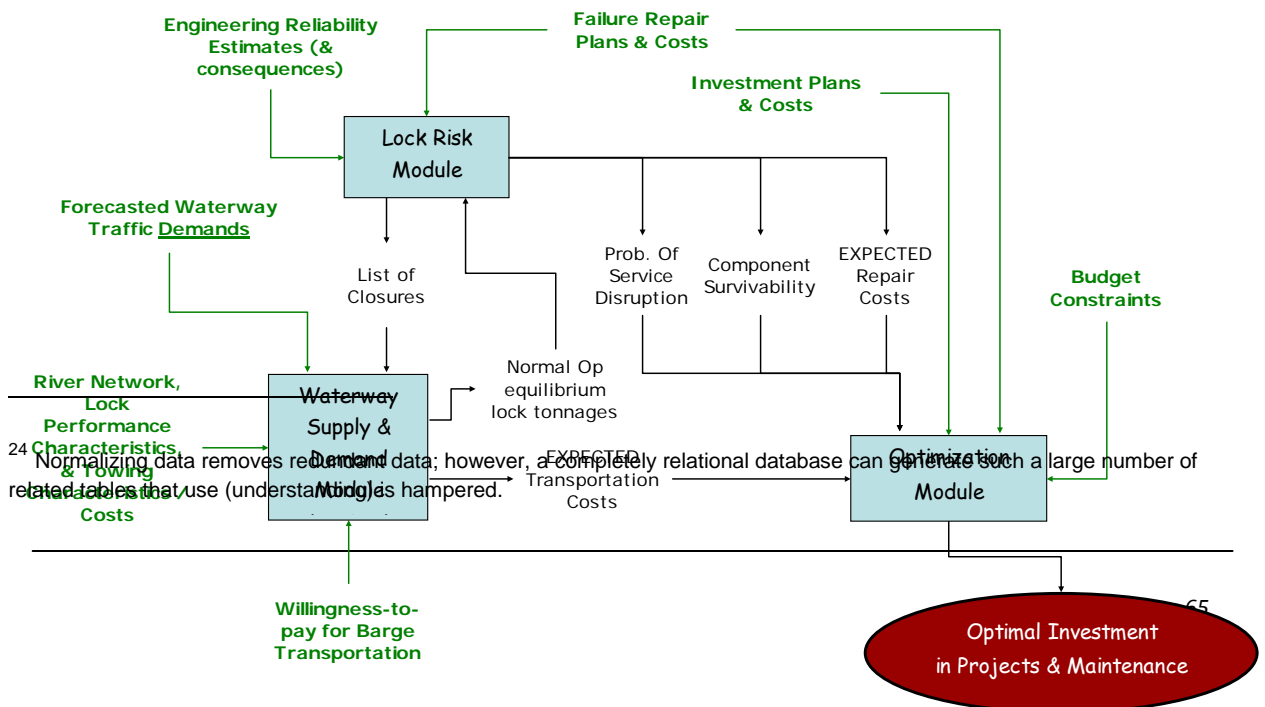 Engineering Reliability
Estimates (&
consequences)
Failure Repair
Plans & Costs
Investment Plans
& Costs
Lock Risk
Module
Forecasted Waterway
Traffic Demands
List of
Closures
Prob. Of
Service
Disruption
Component
Survivability
EXPECTED
Repair
Costs
Budget
Constraints
River Network,
Lock
Performance
Characteristics,
& Towing
Characteristics /
Costs
Waterway
Supply &
Demand
Module
Normal Op
equilibrium
lock tonnages
EXPECTED
Transportation
Costs
Optimization
Module
24 Normalizing data removes redundant data; however, a completely relational database can generate such a large number of
related tables that use (understanding) is hampered.
Willingness-to-
pay for Barge
Transportation
65
Optimal Investment
in Projects & Maintenance